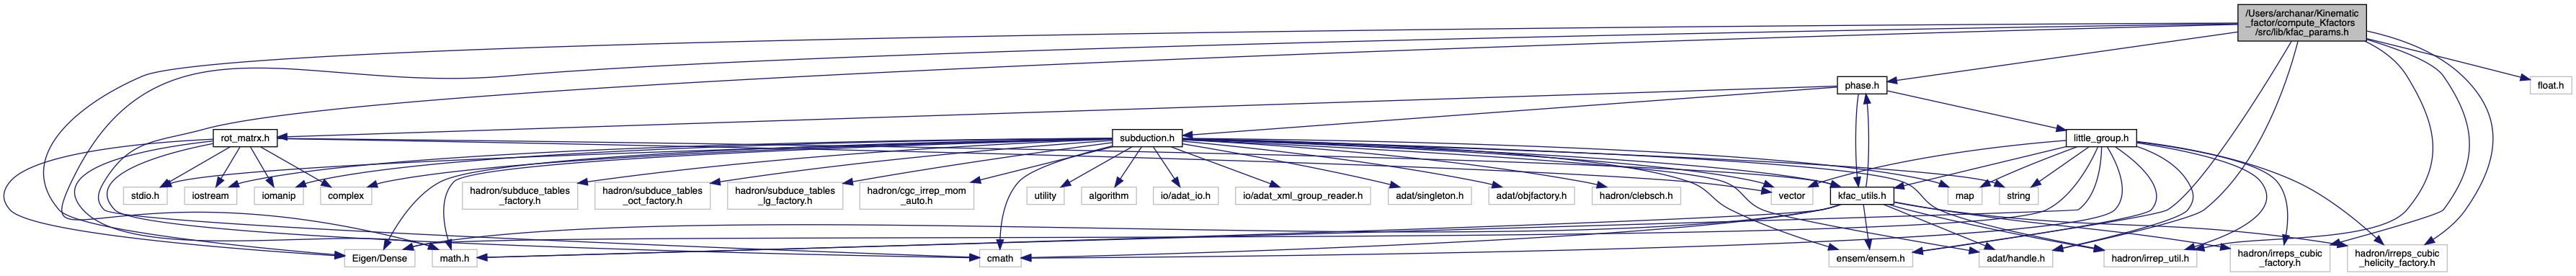 /Users/archanar/Kinematic
_factor/compute_Kfactors
/src/lib/kfac_params.h
phase.h
float.h
rot_matrx.h
subduction.h
little_group.h
stdio.h
iostream
iomanip
complex
hadron/subduce_tables
_factory.h
hadron/subduce_tables
_oct_factory.h
hadron/subduce_tables
_lg_factory.h
hadron/cgc_irrep_mom
_auto.h
utility
algorithm
io/adat_io.h
io/adat_xml_group_reader.h
adat/singleton.h
adat/objfactory.h
hadron/clebsch.h
vector
kfac_utils.h
map
string
Eigen/Dense
math.h
cmath
ensem/ensem.h
adat/handle.h
hadron/irrep_util.h
hadron/irreps_cubic
_factory.h
hadron/irreps_cubic
_helicity_factory.h